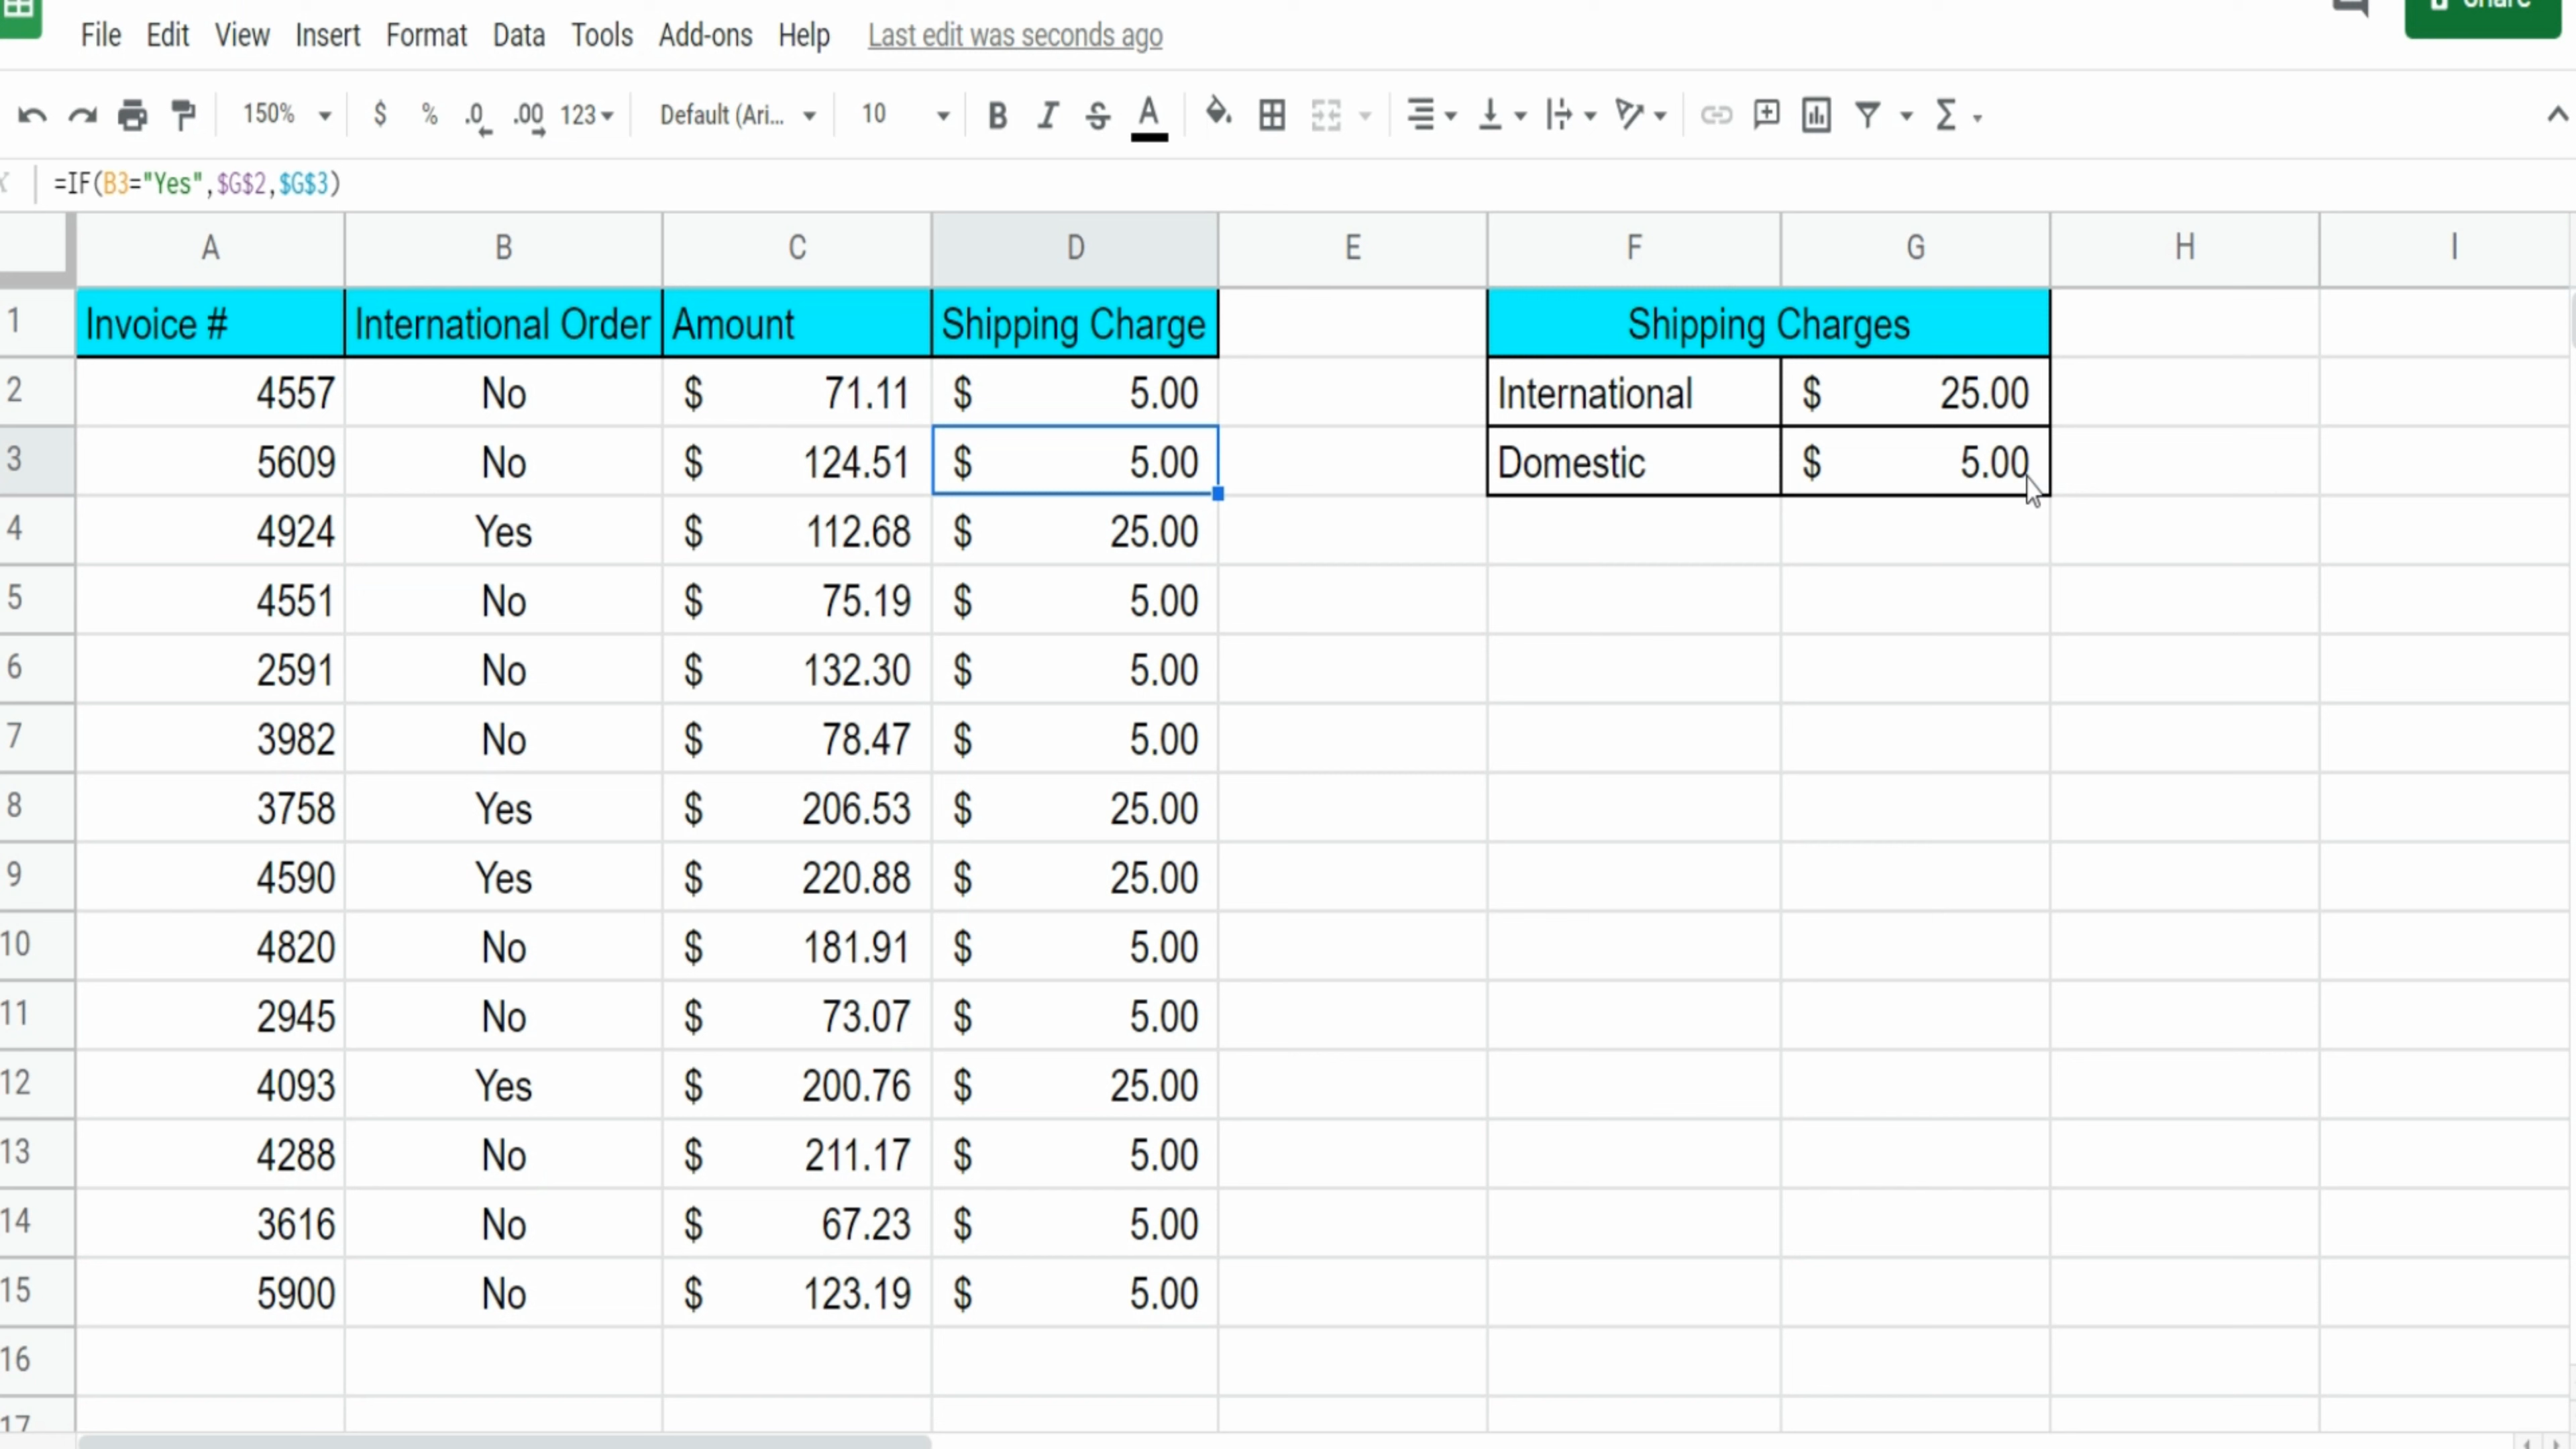 File Edit View Insert Format Data Tools Add-ons Help Last edit was seconds ago
150% $ % .0 .00 123 Default (Ari... 10 B I S A Σ
=IF(B3="Yes",$G$2,$G$3)
A B C D E F G H I
1 Invoice # International Order Amount Shipping Charge Shipping Charges
2 4557 No $ 71.11 $ 5.00 International $ 25.00
3 5609 No $ 124.51 $ 5.00 Domestic $ 5.00
4 4924 Yes $ 112.68 $ 25.00
5 4551 No $ 75.19 $ 5.00
6 2591 No $ 132.30 $ 5.00
7 3982 No $ 78.47 $ 5.00
8 3758 Yes $ 206.53 $ 25.00
9 4590 Yes $ 220.88 $ 25.00
10 4820 No $ 181.91 $ 5.00
11 2945 No $ 73.07 $ 5.00
12 4093 Yes $ 200.76 $ 25.00
13 4288 No $ 211.17 $ 5.00
14 3616 No $ 67.23 $ 5.00
15 5900 No $ 123.19 $ 5.00
16
17